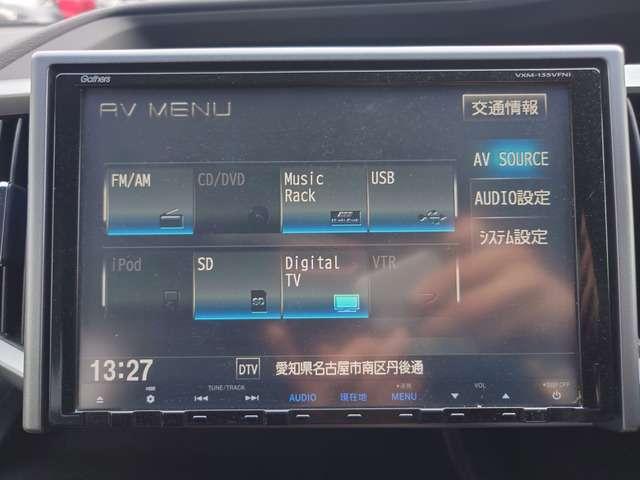 Gathers
VXM-135VFNi
AV MENU
交通情報
FM/AM
CD/DVD
Music
Rack
USB
AV SOURCE
AUDIO設定
システム設定
iPod
SD
Digital
TV
VTR
SD
13:27
DTV
愛知県名古屋市南区丹後通
TUNE/TRACK
AUDIO
現在地
MENU
VOL